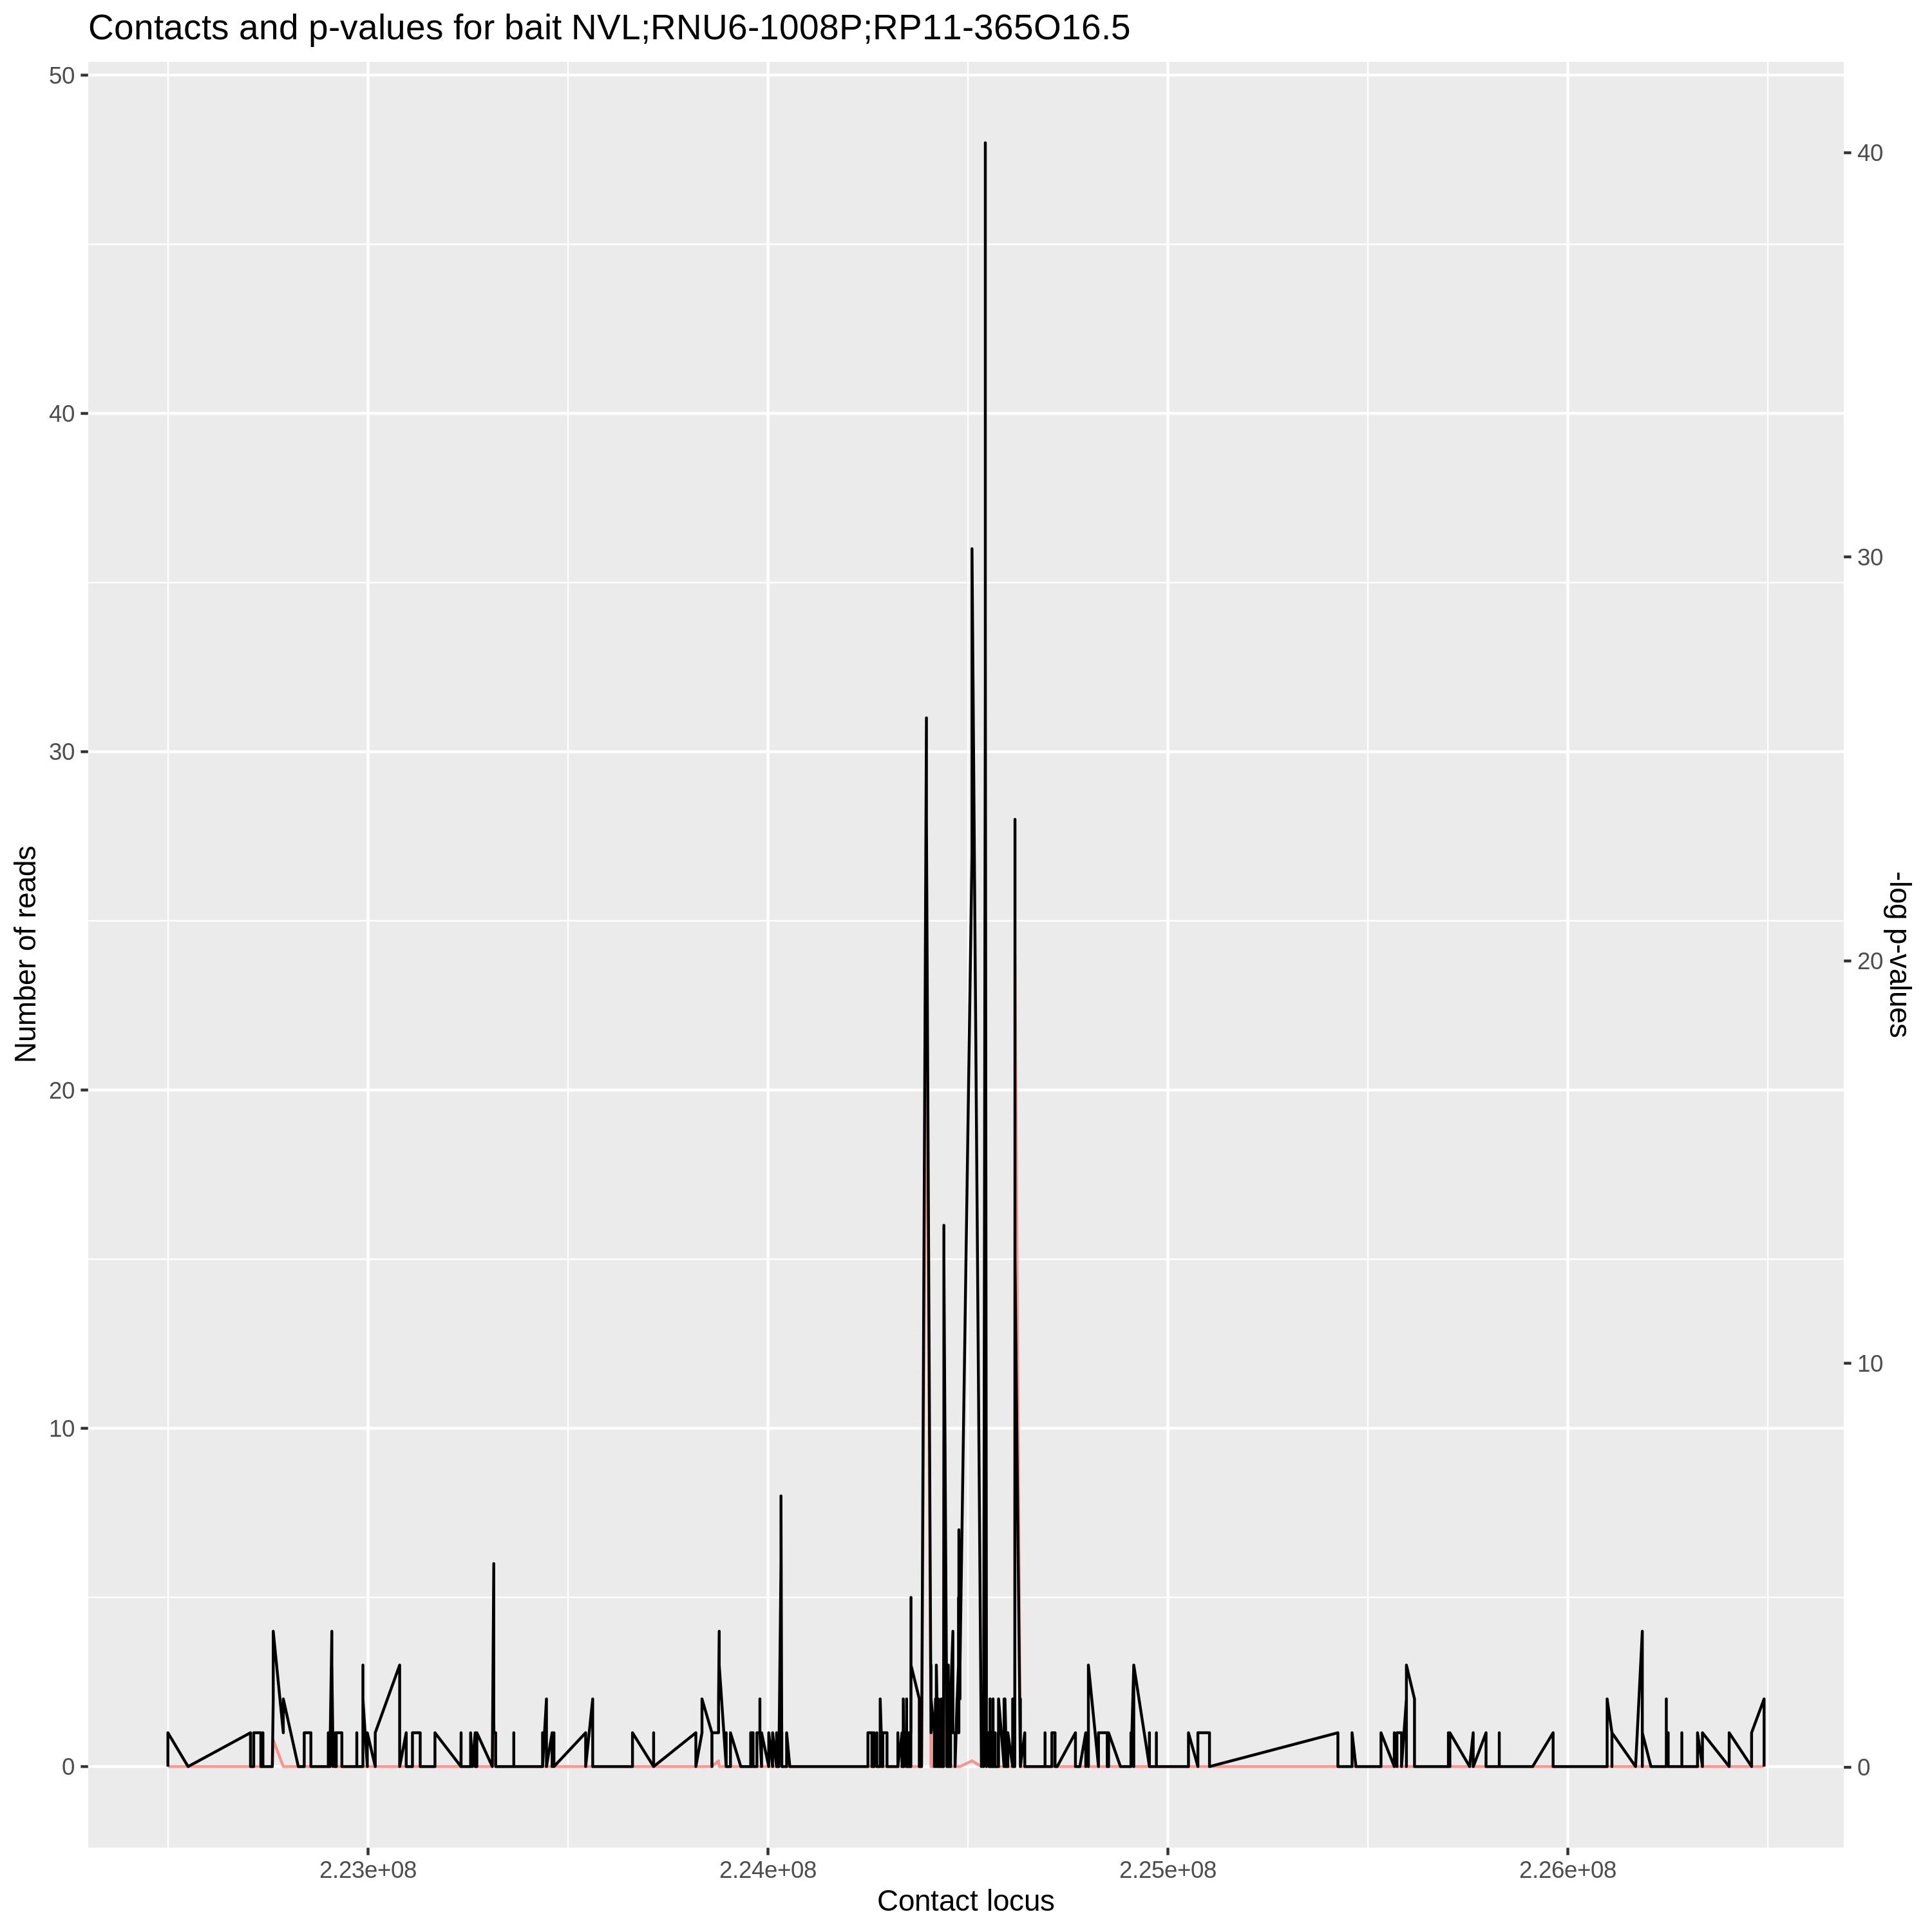 Contacts and p-values for bait NVL;RNU6-1008P;RP11-365O16.5
50
40
30
20
10
0
Number of reads
40
30
20
10
0
-log p-values
2.23e+08
2.24e+08
2.25e+08
2.26e+08
Contact locus